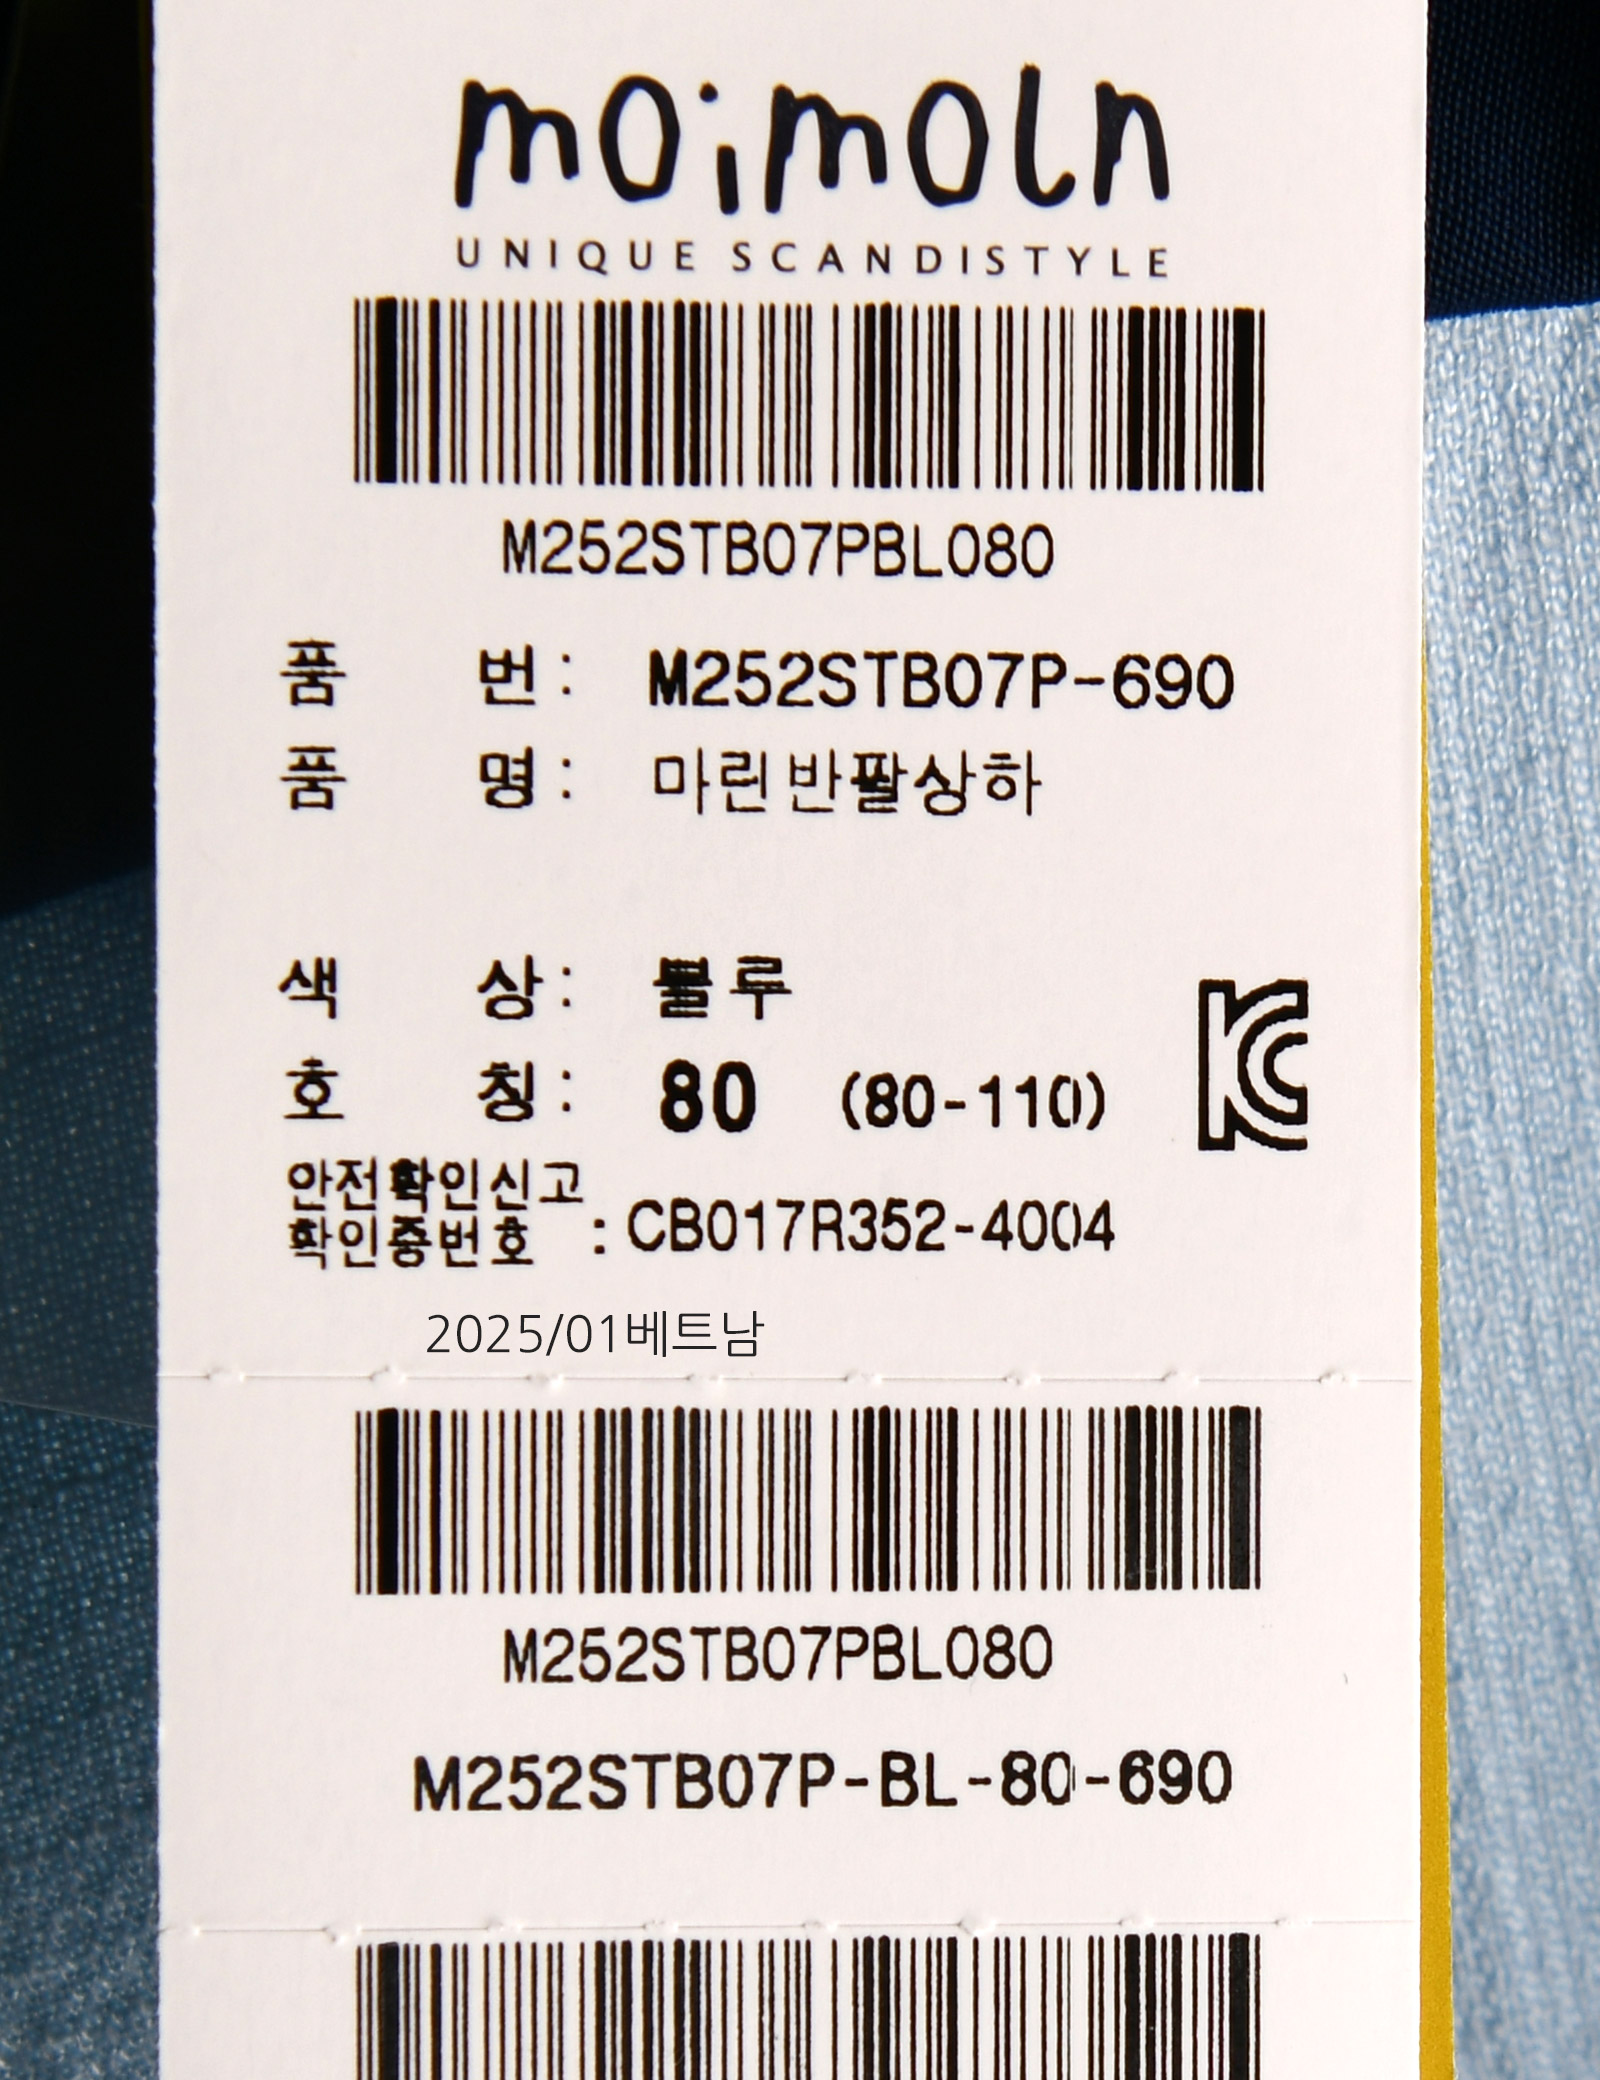 moimoln
UNIQUE SCANDISTYLE
M252STB07PBL080
품 번 : M252STB07P-690
품 명 : 마린반팔상하
색 상 : 블루
호 칭 : 80 (80-110)
안전확인신고
확인증번호 : CB017R352-4004
2025/01베트남
M252STB07PBL080
M252STB07P-BL-80-690